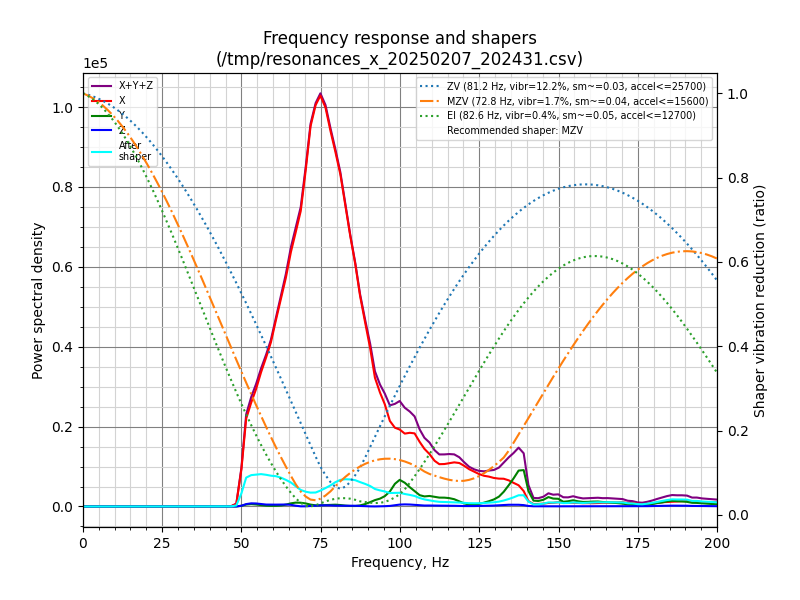 Frequency response and shapers
(/tmp/resonances_x_20250207_202431.csv)
1e5
X+Y+Z
X
Y
Z
After
shaper
ZV (81.2 Hz, vibr=12.2%, sm~=0.03, accel<=25700)
MZV (72.8 Hz, vibr=1.7%, sm~=0.04, accel<=15600)
EI (82.6 Hz, vibr=0.4%, sm~=0.05, accel<=12700)
Recommended shaper: MZV
Power spectral density
1.0
0.8
0.6
0.4
0.2
0.0
1.0
0.8
0.6
0.4
0.2
0.0
Shaper vibration reduction (ratio)
0 25 50 75 100 125 150 175 200
Frequency, Hz